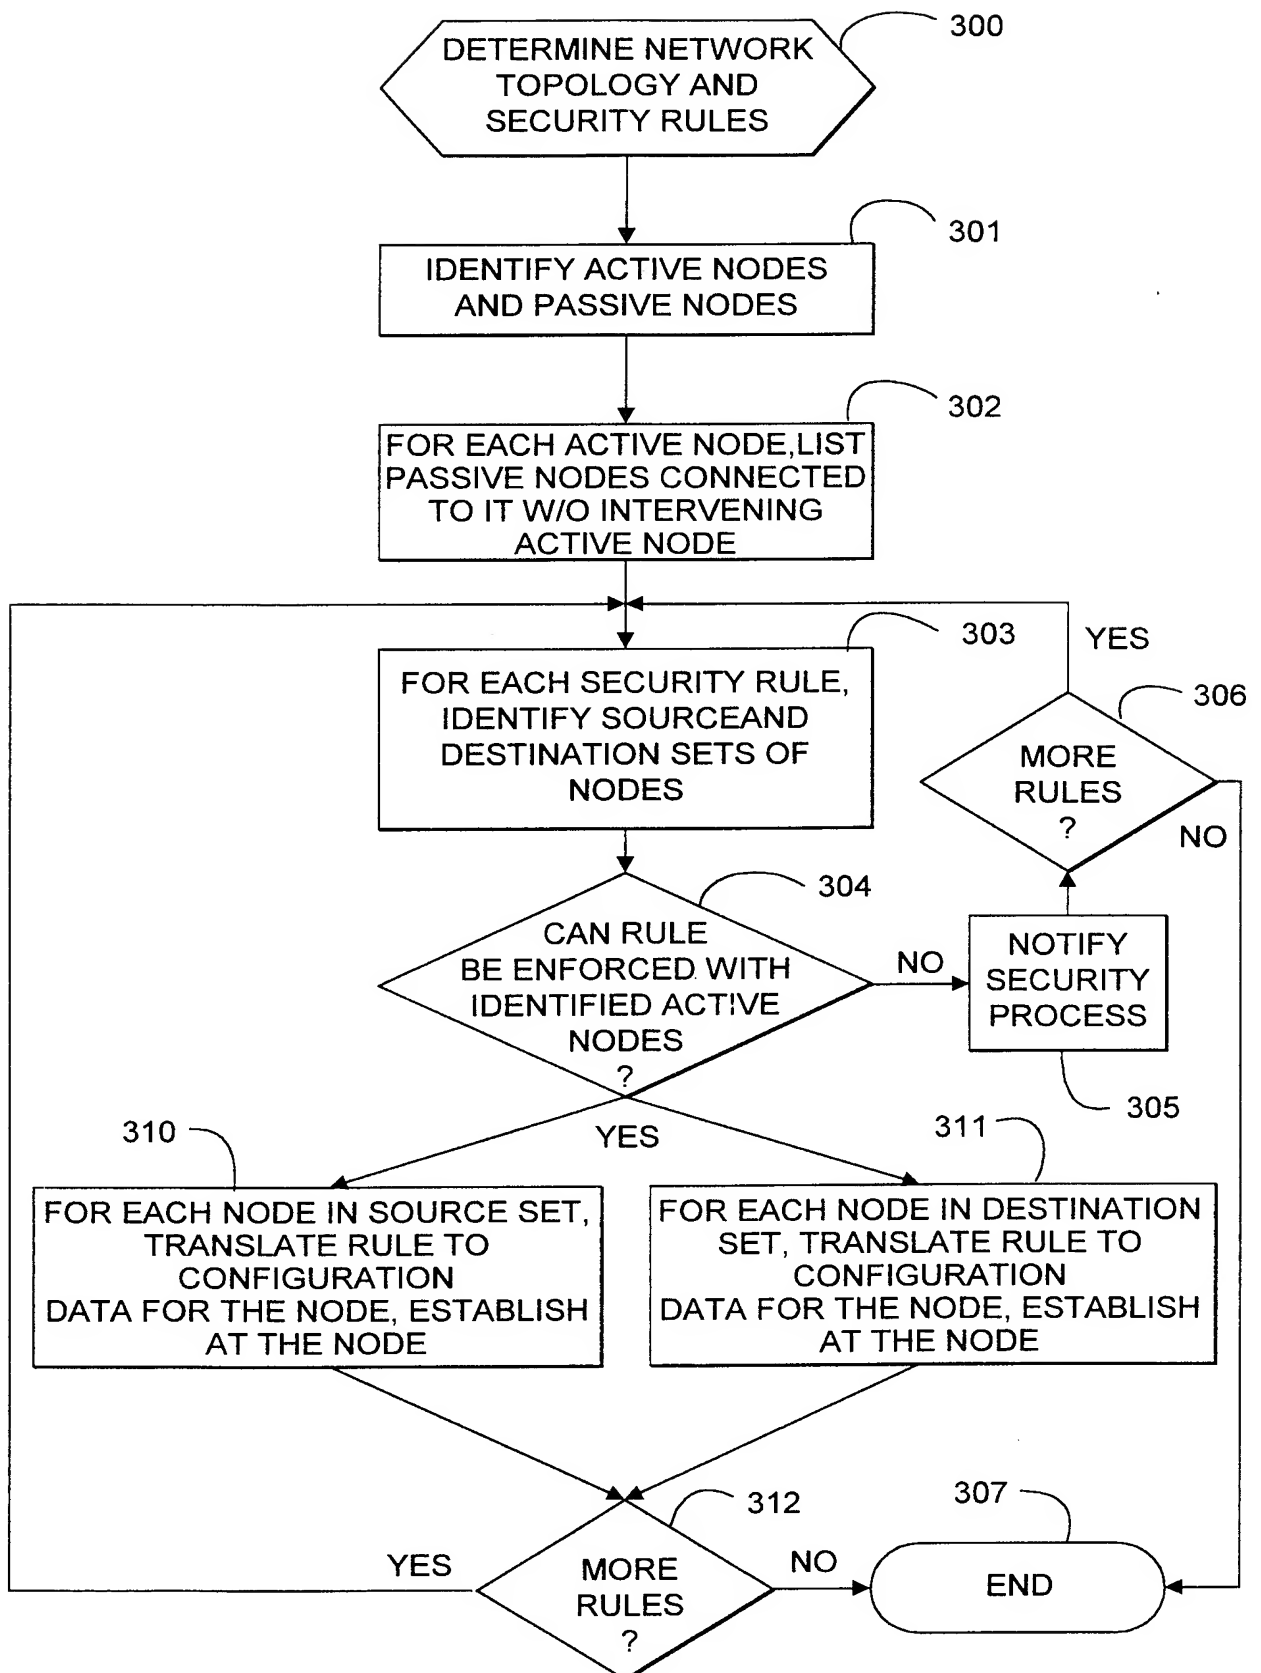 300
DETERMINE NETWORK
TOPOLOGY AND
SECURITY RULES
301
IDENTIFY ACTIVE NODES
AND PASSIVE NODES
302
FOR EACH ACTIVE NODE,LIST
PASSIVE NODES CONNECTED
TO IT W/O INTERVENING
ACTIVE NODE
303
FOR EACH SECURITY RULE,
IDENTIFY SOURCEAND
DESTINATION SETS OF
NODES
YES
306
MORE
RULES
?
NO
304
CAN RULE
BE ENFORCED WITH
IDENTIFIED ACTIVE
NODES
?
NO
NOTIFY
SECURITY
PROCESS
305
YES
310
FOR EACH NODE IN SOURCE SET,
TRANSLATE RULE TO
CONFIGURATION
DATA FOR THE NODE, ESTABLISH
AT THE NODE
311
FOR EACH NODE IN DESTINATION
SET, TRANSLATE RULE TO
CONFIGURATION
DATA FOR THE NODE, ESTABLISH
AT THE NODE
312
YES
MORE
RULES
?
NO
307
END